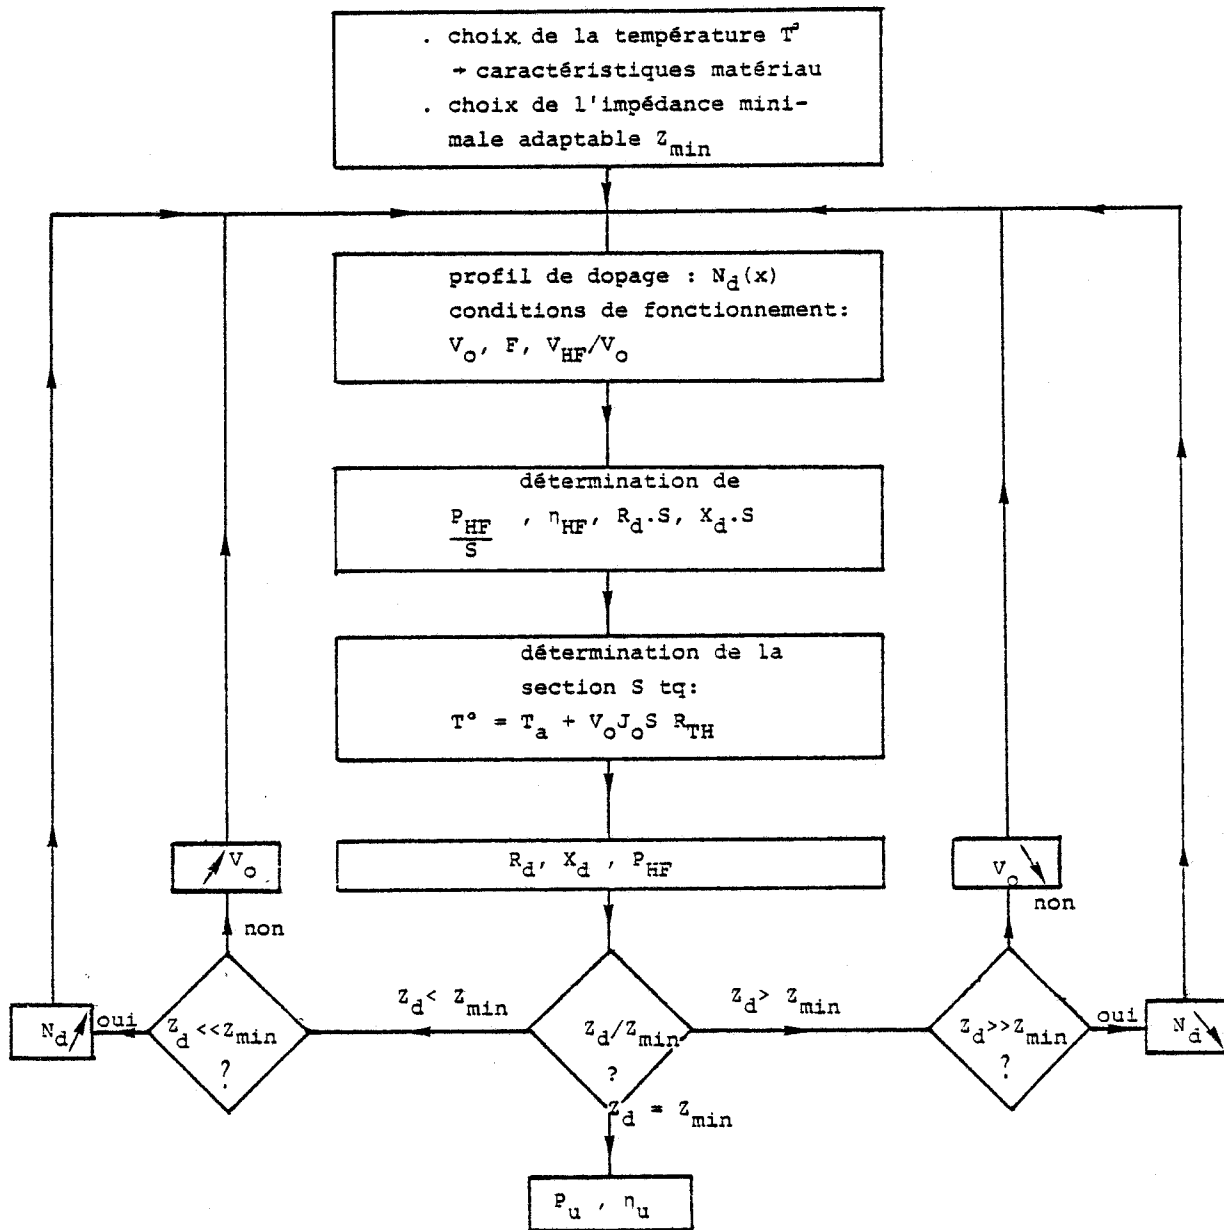 . choix de la température T°
→ caractéristiques matériau
. choix de l'impédance mini-
male adaptable Z_min
profil de dopage : N_d(x)
conditions de fonctionnement:
V_o, F, V_HF/V_o
détermination de
P_HF/S , η_HF, R_d.S, X_d.S
détermination de la
section S tq:
T° = T_a + V_o J_o S R_TH
↗ V_o
R_d, X_d , P_HF
V_o ↘
non
non
Z_d < Z_min
Z_d > Z_min
N_d ↗
oui
Z_d << Z_min
?
Z_d/Z_min
?
Z_d >> Z_min
?
oui
N_d ↘
Z_d = Z_min
P_u , η_u